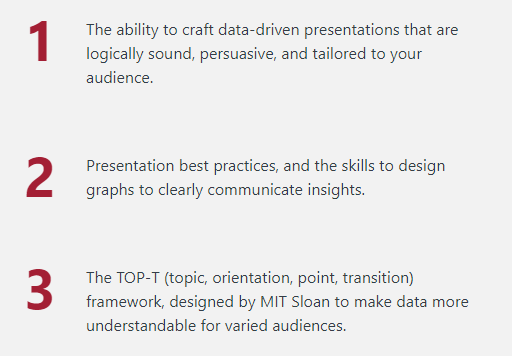 1
The ability to craft data-driven presentations that are
logically sound, persuasive, and tailored to your
audience.
2
Presentation best practices, and the skills to design
graphs to clearly communicate insights.
3
The TOP-T (topic, orientation, point, transition)
framework, designed by MIT Sloan to make data more
understandable for varied audiences.